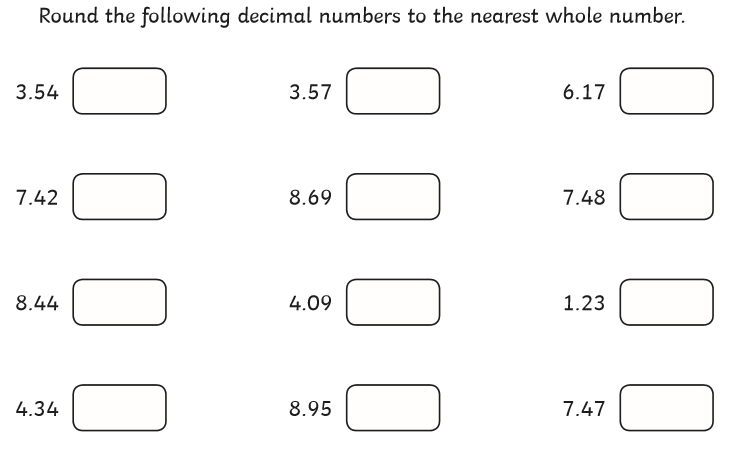 Round the following decimal numbers to the nearest whole number.
3.54 3.57 6.17
7.42 8.69 7.48
8.44 4.09 1.23
4.34 8.95 7.47